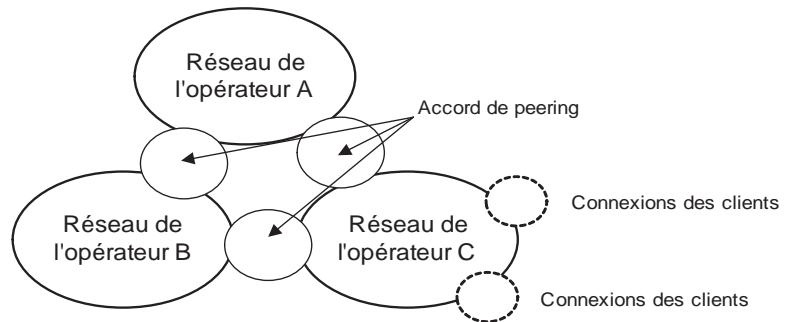 Réseau de
l'opérateur A
Accord de peering
Réseau de
l'opérateur B
Réseau de
l'opérateur C
Connexions des clients
Connexions des clients